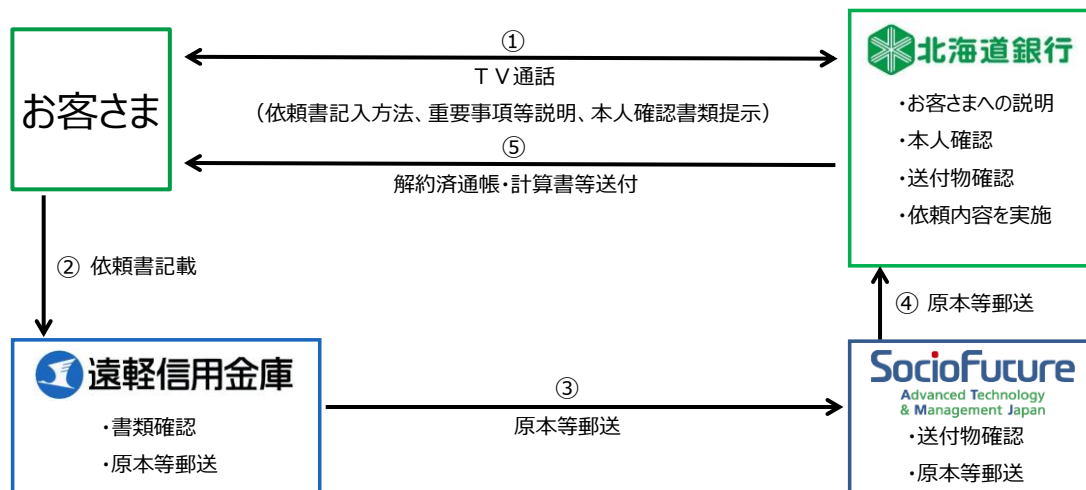 お客さま
①
ＴＶ通話
（依頼書記入方法、重要事項等説明、本人確認書類提示）
⑤
解約済通帳・計算書等送付
北海道銀行
・お客さまへの説明
・本人確認
・送付物確認
・依頼内容を実施
② 依頼書記載
④ 原本等郵送
遠軽信用金庫
・書類確認
・原本等郵送
③
原本等郵送
SocioFuture
Advanced Technology
& Management Japan
・送付物確認
・原本等郵送